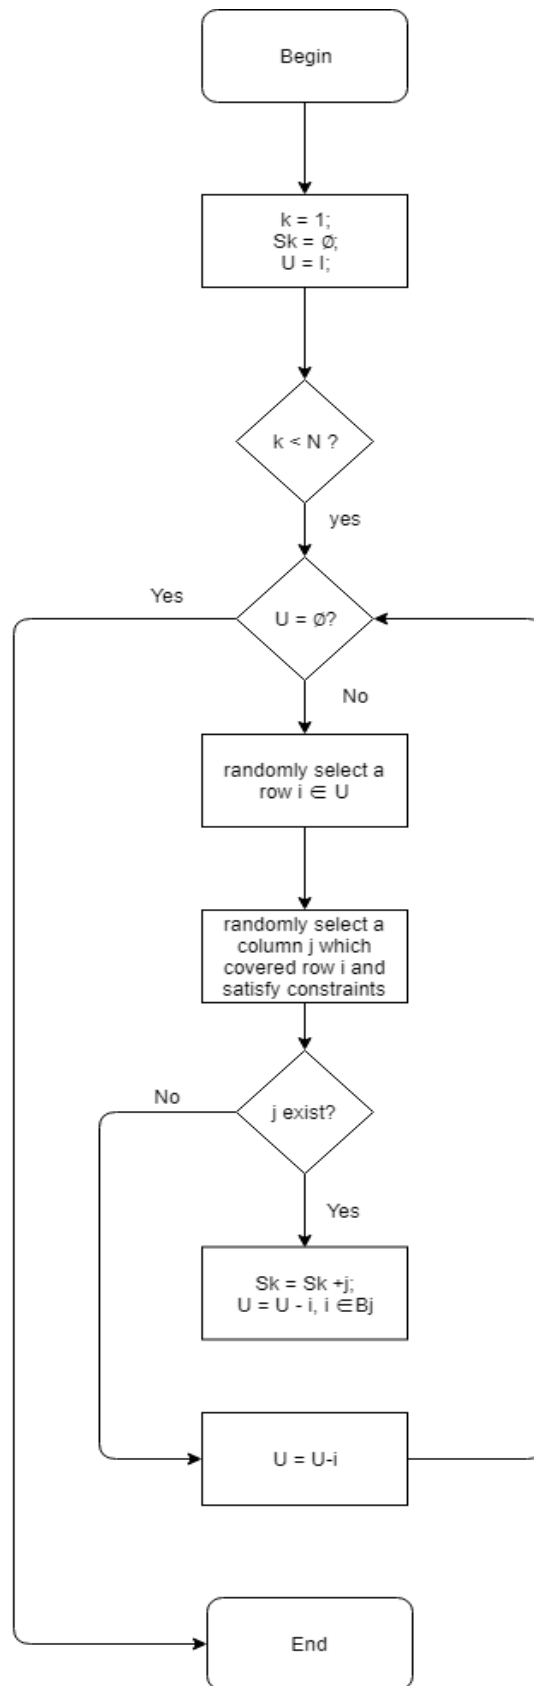 Begin
k = 1;
Sk = ∅;
U = I;
k < N ?
yes
Yes
U = ∅?
No
randomly select a
row i ∈ U
randomly select a
column j which
covered row i and
satisfy constraints
No
j exist?
Yes
Sk = Sk +j;
U = U - i, i ∈Bj
U = U-i
End